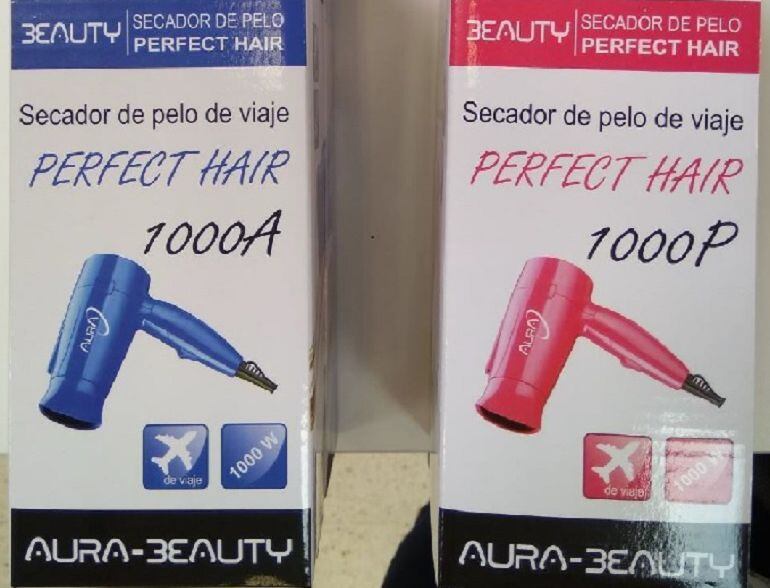 BEAUTY
SECADOR DE PELO
PERFECT HAIR
Secador de pelo de viaje
PERFECT HAIR
1000A
AURA
de viaje
1000 W
AURA-BEAUTY
BEAUTY
SECADOR DE PELO
PERFECT HAIR
Secador de pelo de viaje
PERFECT HAIR
1000P
AURA
de viaje
1000 W
AURA-BEAUTY